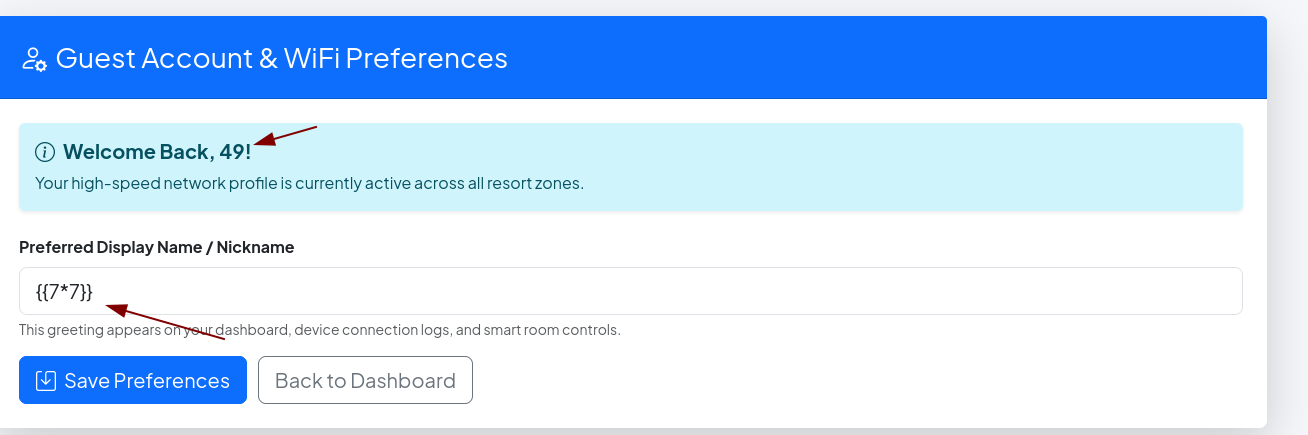 Guest Account & WiFi Preferences
Welcome Back, 49!
Your high-speed network profile is currently active across all resort zones.
Preferred Display Name / Nickname
{{7*7}}
This greeting appears on your dashboard, device connection logs, and smart room controls.
Save Preferences
Back to Dashboard